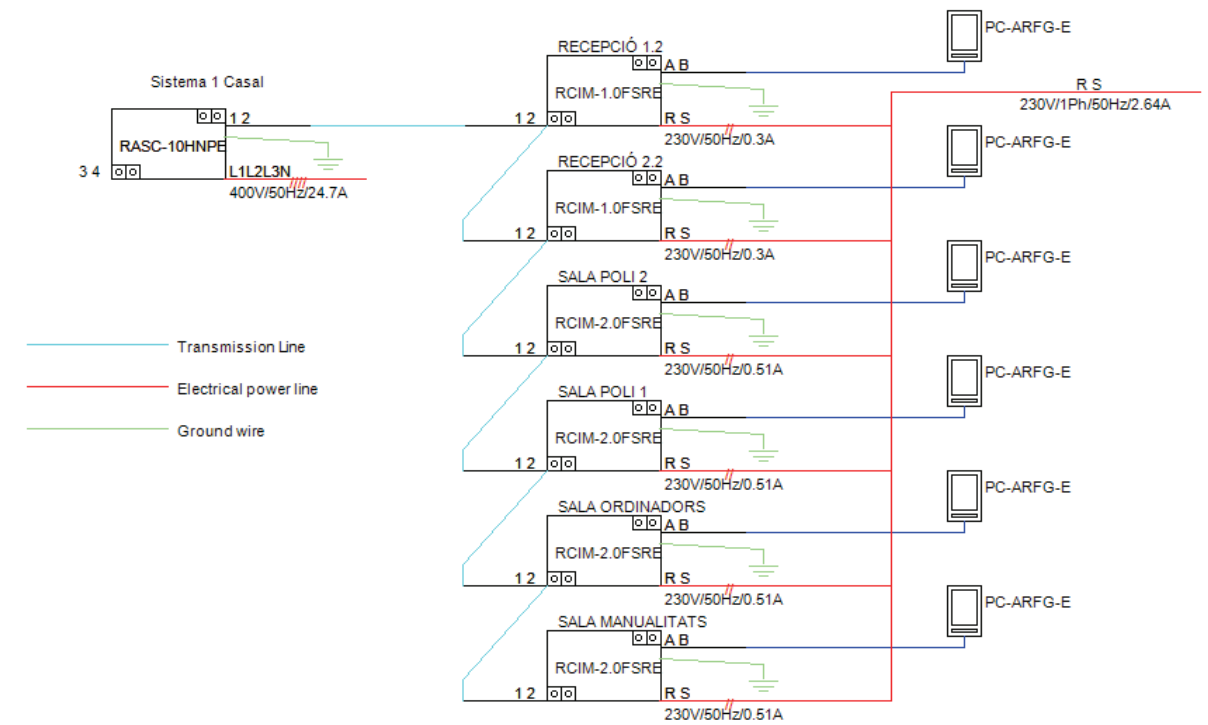 Sistema 1 Casal
1 2
RASC-10HNPE
3 4
L1L2L3N
400V/50Hz/24.7A
Transmission Line
Electrical power line
Ground wire
RECEPCIÓ 1.2
A B
RCIM-1.0FSRE
1 2
R S
230V/50Hz/0.3A
PC-ARFG-E
R S
230V/1Ph/50Hz/2.64A
RECEPCIÓ 2.2
A B
RCIM-1.0FSRE
1 2
R S
230V/50Hz/0.3A
PC-ARFG-E
SALA POLI 2
A B
RCIM-2.0FSRE
1 2
R S
230V/50Hz/0.51A
PC-ARFG-E
SALA POLI 1
A B
RCIM-2.0FSRE
1 2
R S
230V/50Hz/0.51A
PC-ARFG-E
SALA ORDINADORS
A B
RCIM-2.0FSRE
1 2
R S
230V/50Hz/0.51A
PC-ARFG-E
SALA MANUALITATS
A B
RCIM-2.0FSRE
1 2
R S
230V/50Hz/0.51A
PC-ARFG-E